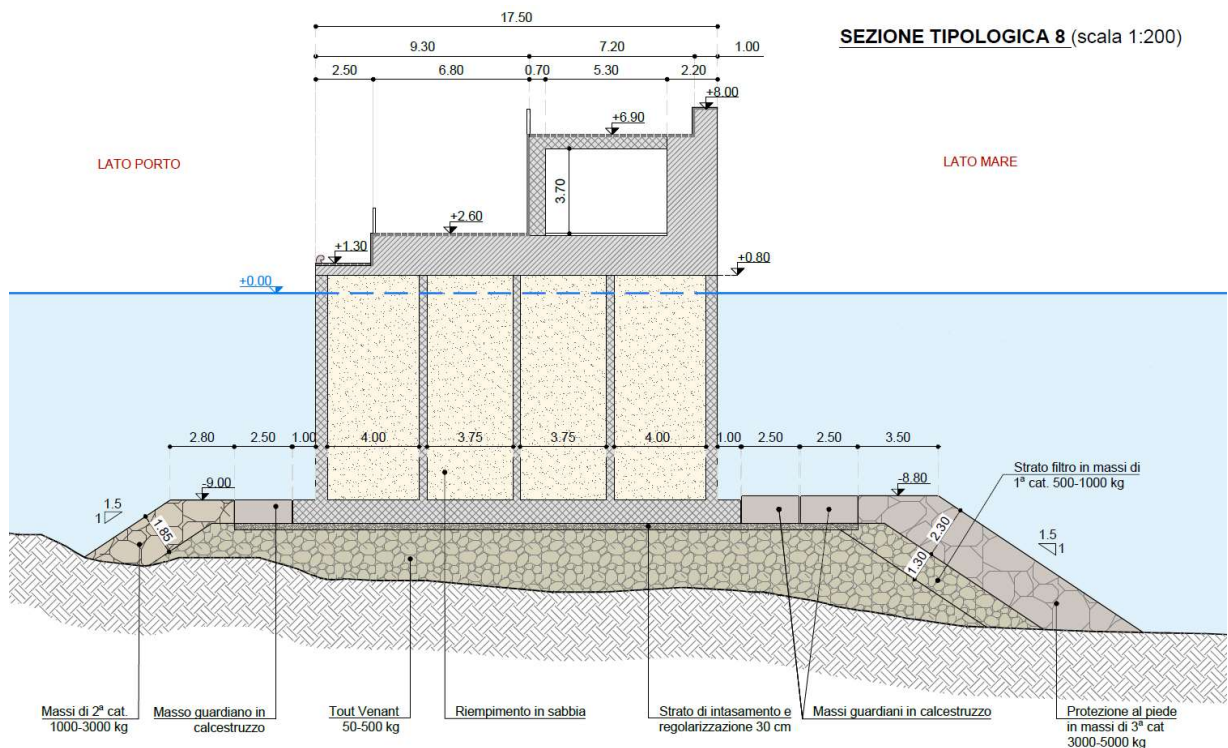 17.50
SEZIONE TIPOLOGICA 8 (scala 1:200)
9.30 7.20 1.00
2.50 6.80 0.70 5.30 2.20
+8.00
+6.90
LATO PORTO LATO MARE
3.70
+2.60
+1.30
+0.80
+0.00
2.80 2.50 1.00 4.00 3.75 3.75 4.00 1.00 2.50 2.50 3.50
Strato filtro in massi di
1ª cat. 500-1000 kg
-9.00 -8.80
1.5
1
1.85
2.30
1.30
1.5
1
Massi di 2ª cat.
1000-3000 kg
Masso guardiano in
calcestruzzo
Tout Venant
50-500 kg
Riempimento in sabbia
Strato di intasamento e
regolarizzazione 30 cm
Massi guardiani in calcestruzzo
Protezione al piede
in massi di 3ª cat
3000-5000 kg